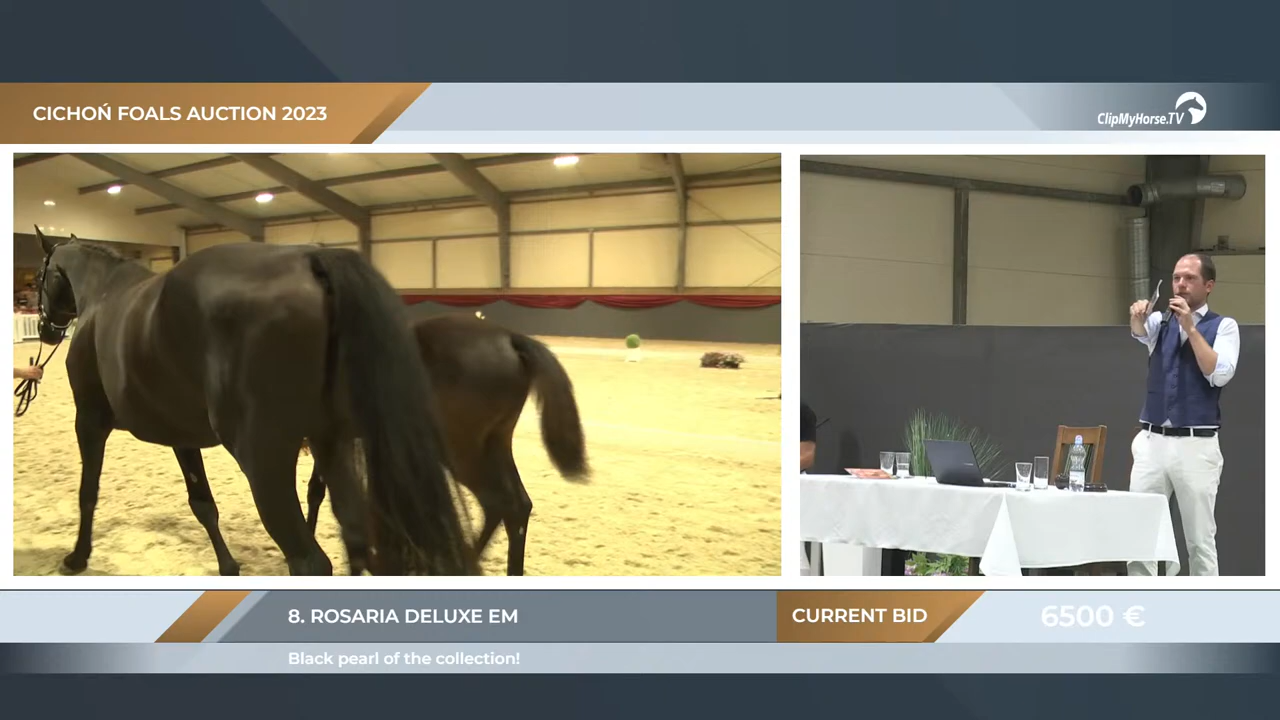 CICHOŃ FOALS AUCTION 2023
ClipMyHorse.TV
8. ROSARIA DELUXE EM
CURRENT BID
6500 €
Black pearl of the collection!